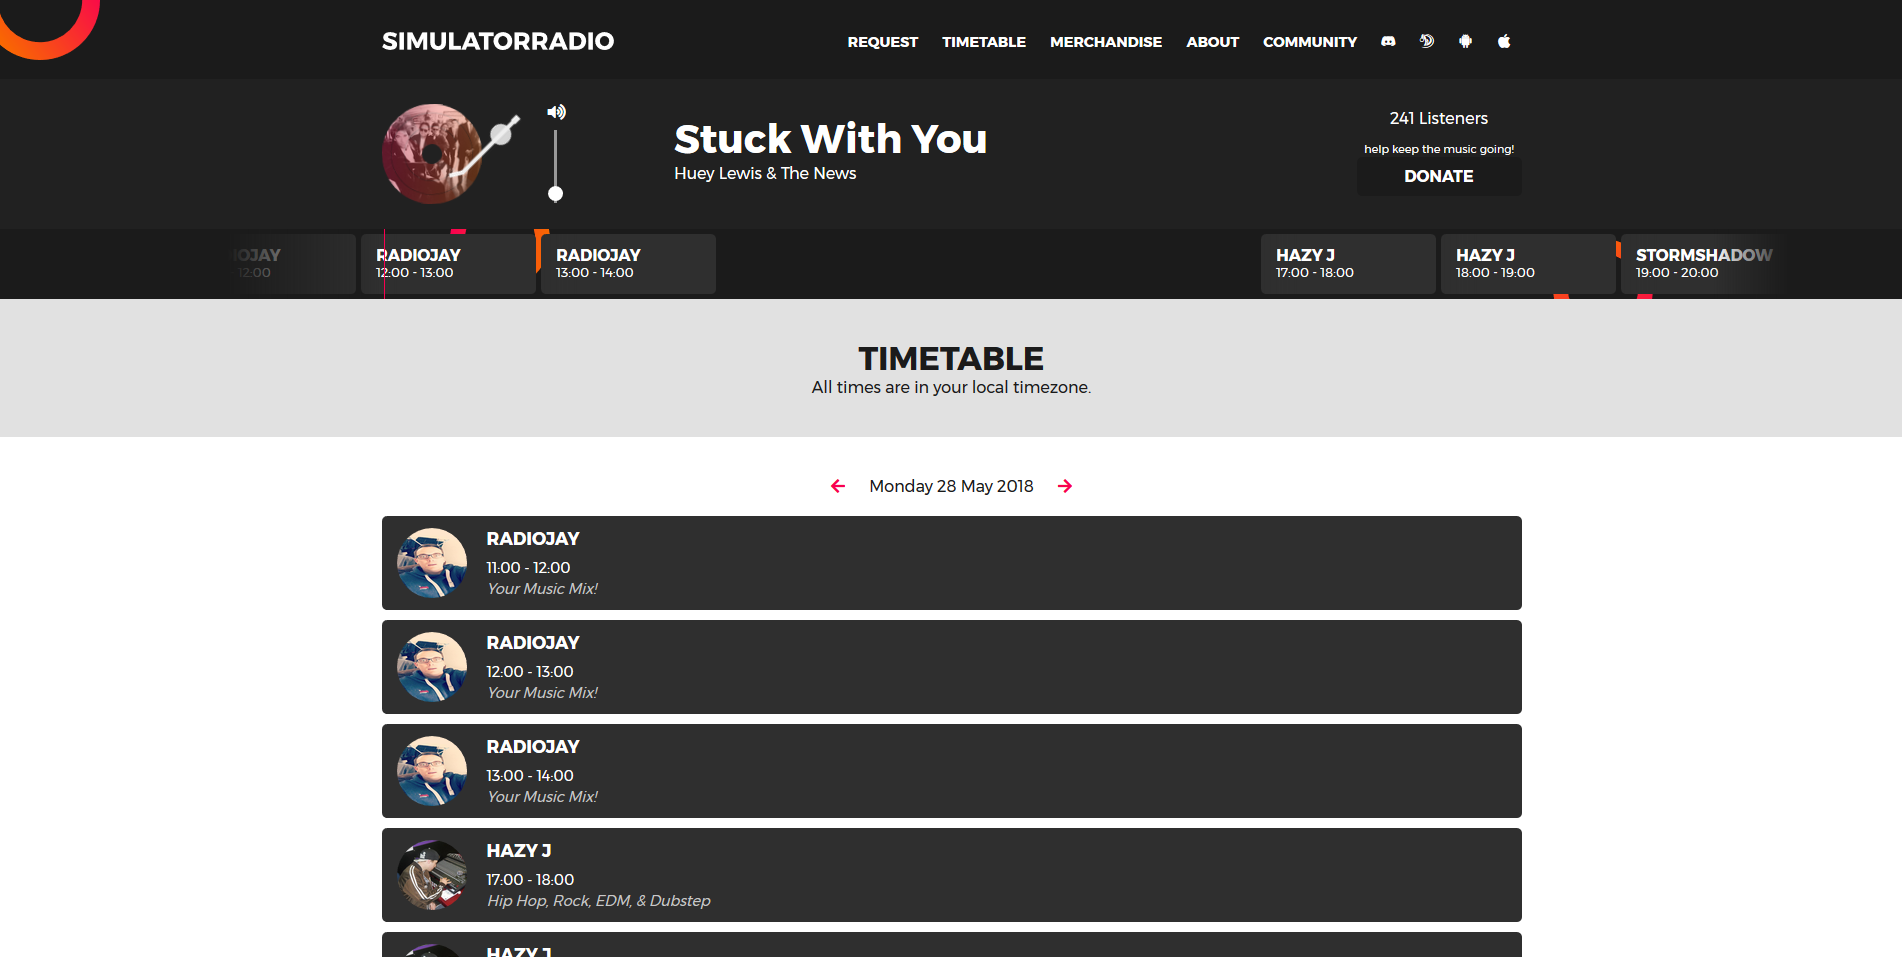 SIMULATORRADIO
REQUEST TIMETABLE MERCHANDISE ABOUT COMMUNITY
Stuck With You
Huey Lewis & The News
241 Listeners
help keep the music going!
DONATE
12:00
RADIOJAY
12:00 - 13:00
RADIOJAY
13:00 - 14:00
HAZY J
17:00 - 18:00
HAZY J
18:00 - 19:00
STORMSHADOW
19:00 - 20:00
TIMETABLE
All times are in your local timezone.
Monday 28 May 2018
RADIOJAY
11:00 - 12:00
Your Music Mix!
RADIOJAY
12:00 - 13:00
Your Music Mix!
RADIOJAY
13:00 - 14:00
Your Music Mix!
HAZY J
17:00 - 18:00
Hip Hop, Rock, EDM, & Dubstep
HAZY J